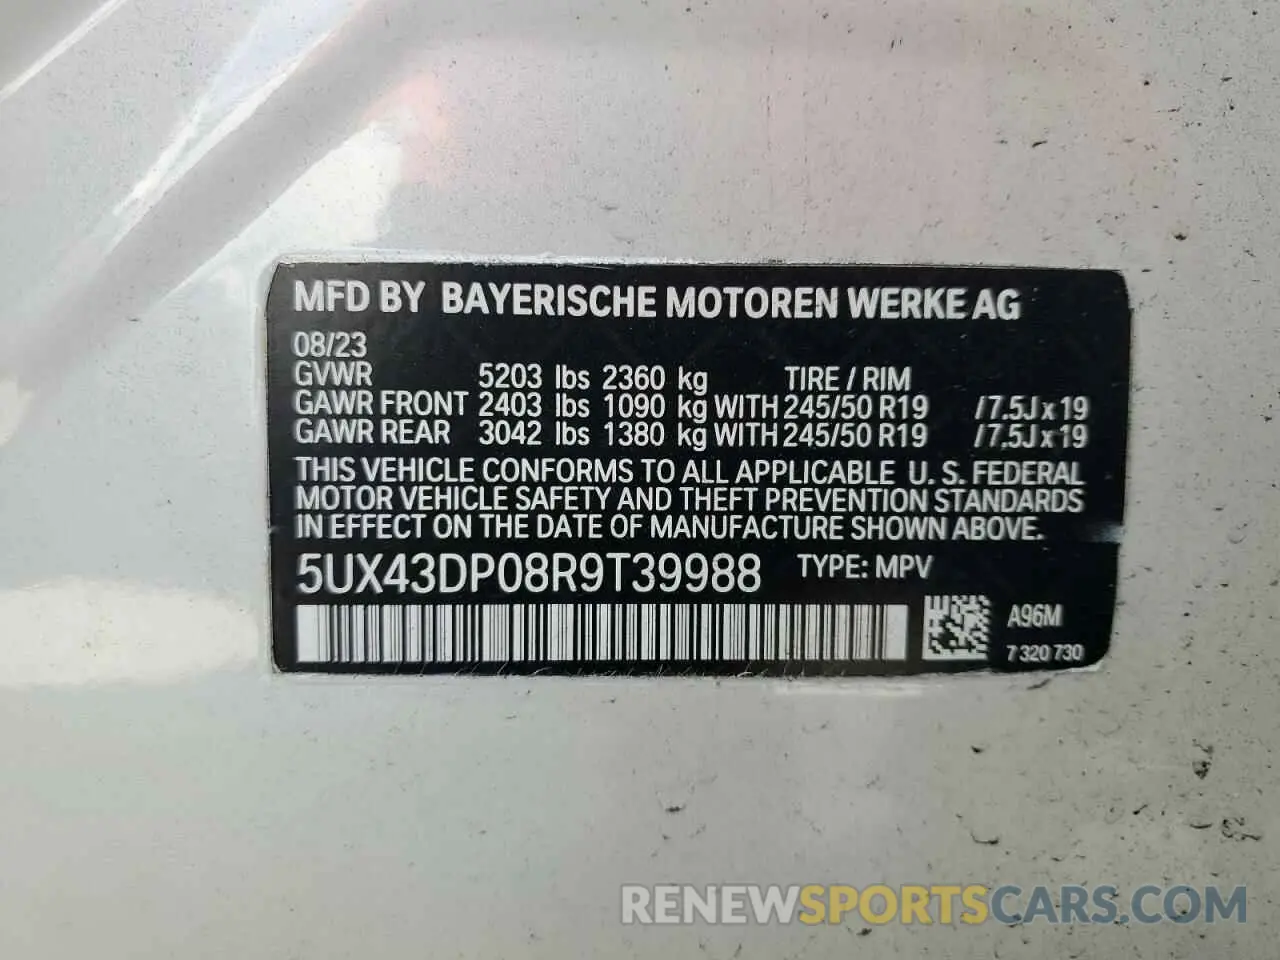 MFD BY BAYERISCHE MOTOREN WERKE AG
08/23
GVWR 5203 lbs 2360 kg TIRE / RIM
GAWR FRONT 2403 lbs 1090 kg WITH 245/50 R19 / 7.5J x 19
GAWR REAR 3042 lbs 1380 kg WITH 245/50 R19 / 7.5J x 19
THIS VEHICLE CONFORMS TO ALL APPLICABLE U. S. FEDERAL
MOTOR VEHICLE SAFETY AND THEFT PREVENTION STANDARDS
IN EFFECT ON THE DATE OF MANUFACTURE SHOWN ABOVE.
5UX43DP08R9T39988 TYPE: MPV
A96M
7 320 730
RENEWSPORTSCARS.COM